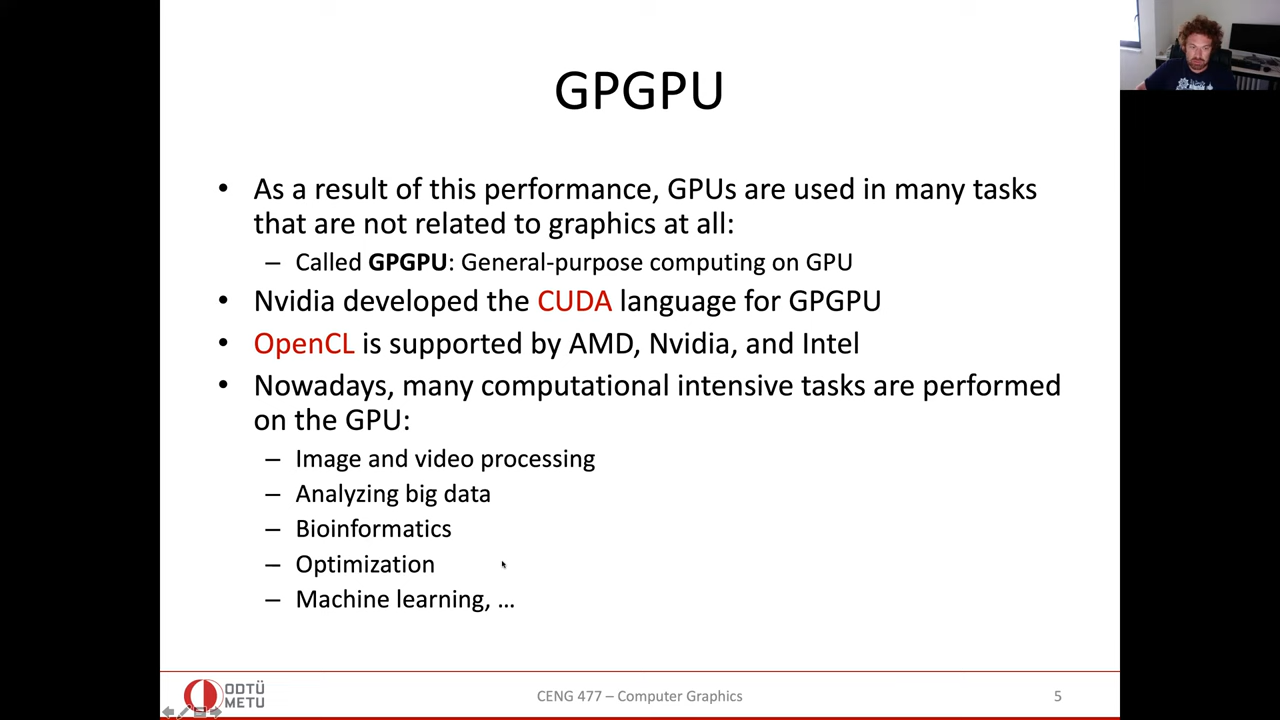 GPGPU
• As a result of this performance, GPUs are used in many tasks
that are not related to graphics at all:
– Called GPGPU: General-purpose computing on GPU
• Nvidia developed the CUDA language for GPGPU
• OpenCL is supported by AMD, Nvidia, and Intel
• Nowadays, many computational intensive tasks are performed
on the GPU:
– Image and video processing
– Analyzing big data
– Bioinformatics
– Optimization
– Machine learning, …
ODTÜ
METU
CENG 477 – Computer Graphics
5